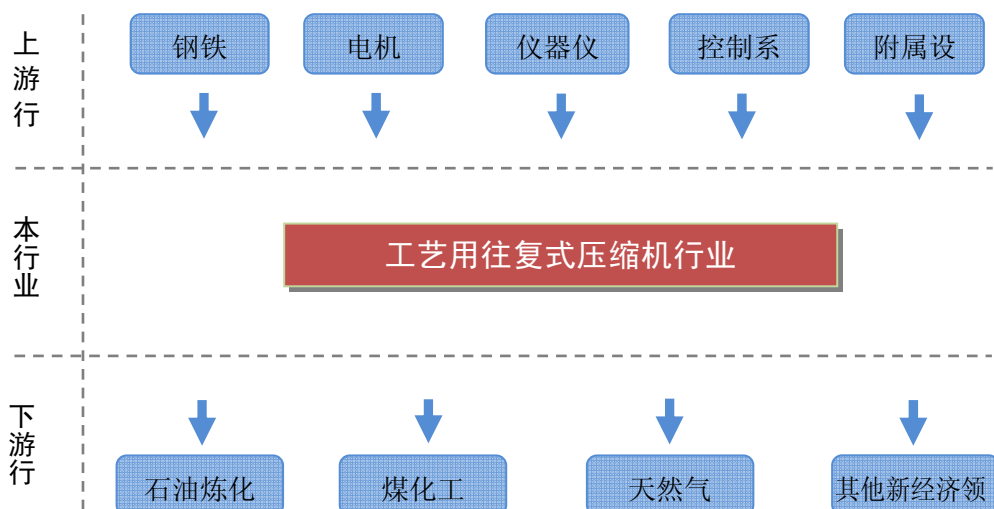 上游行
钢铁
电机
仪器仪
控制系
附属设
本行业
工艺用往复式压缩机行业
下游行
石油炼化
煤化工
天然气
其他新经济领